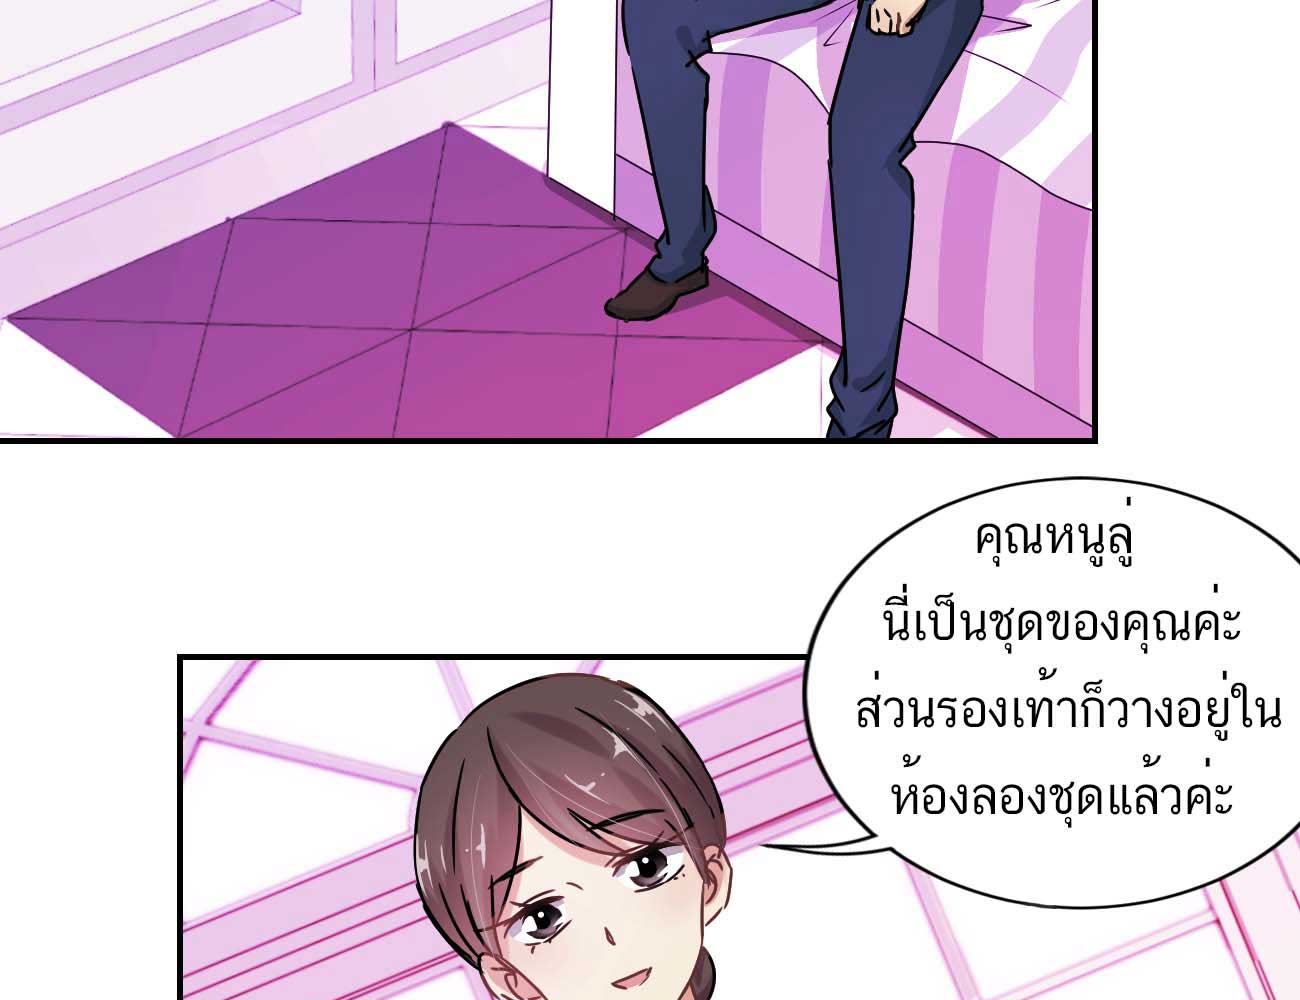 คุณหนูลู่
นี่เป็นชุดของคุณค่ะ
ส่วนรองเท้าก็วางอยู่ใน
ห้องลองชุดแล้วค่ะ